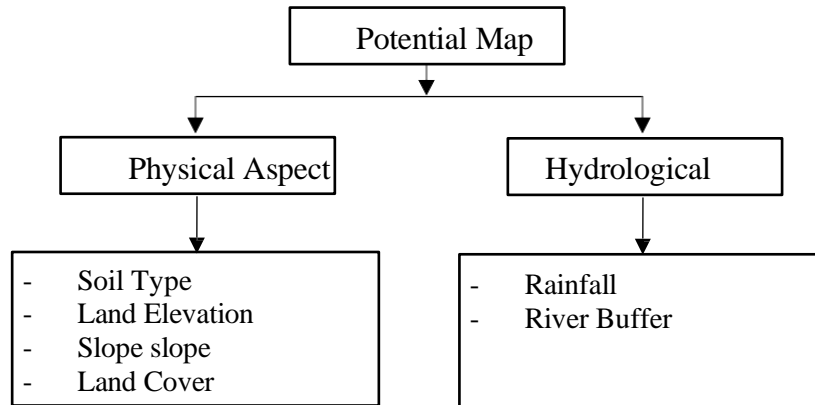 Potential Map
Physical Aspect
Hydrological
- Soil Type
- Land Elevation
- Slope slope
- Land Cover
- Rainfall
- River Buffer